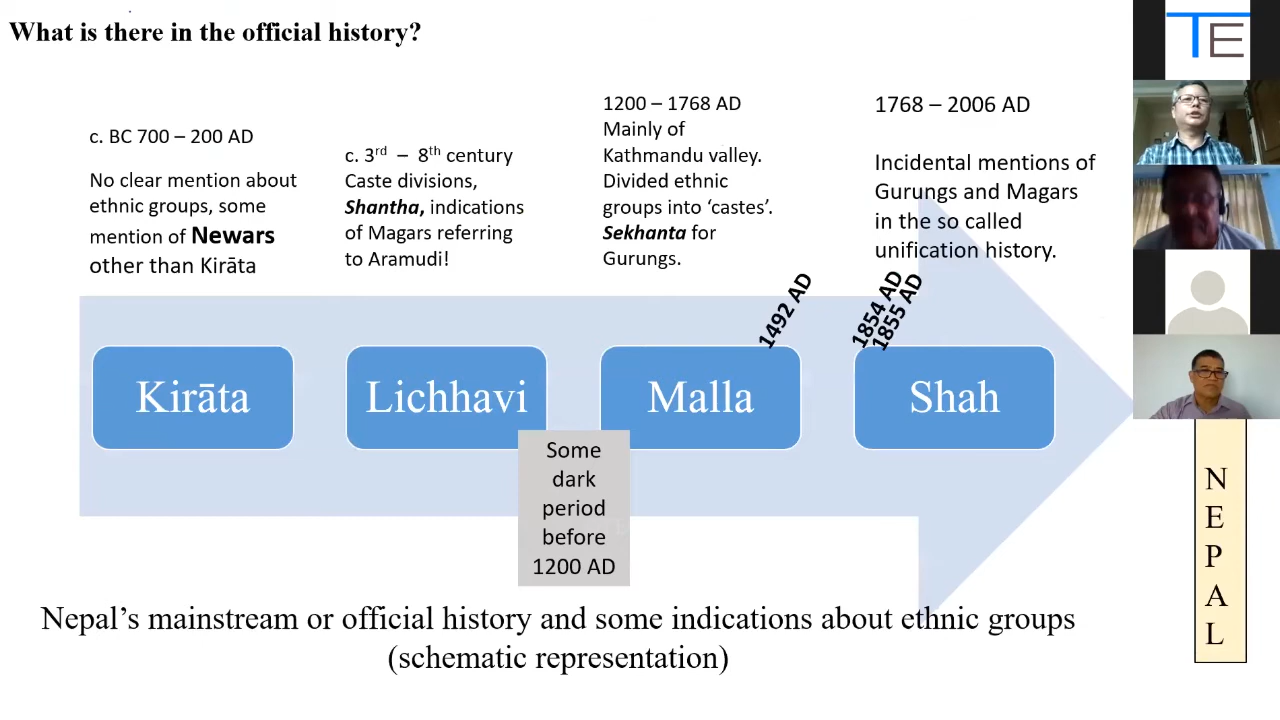 What is there in the official history?
c. BC 700 – 200 AD
No clear mention about
ethnic groups, some
mention of Newars
other than Kirāta
c. 3rd – 8th century
Caste divisions,
Shantha, indications
of Magars referring
to Aramudi!
1200 – 1768 AD
Mainly of
Kathmandu valley.
Divided ethnic
groups into ‘castes’.
Sekhanta for
Gurungs.
1768 – 2006 AD
Incidental mentions of
Gurungs and Magars
in the so called
unification history.
1492 AD
1854 AD
1855 AD
Kirāta
Lichhavi
Malla
Shah
Some
dark
period
before
1200 AD
Nepal’s mainstream or official history and some indications about ethnic groups
(schematic representation)
TE
N
E
P
A
L